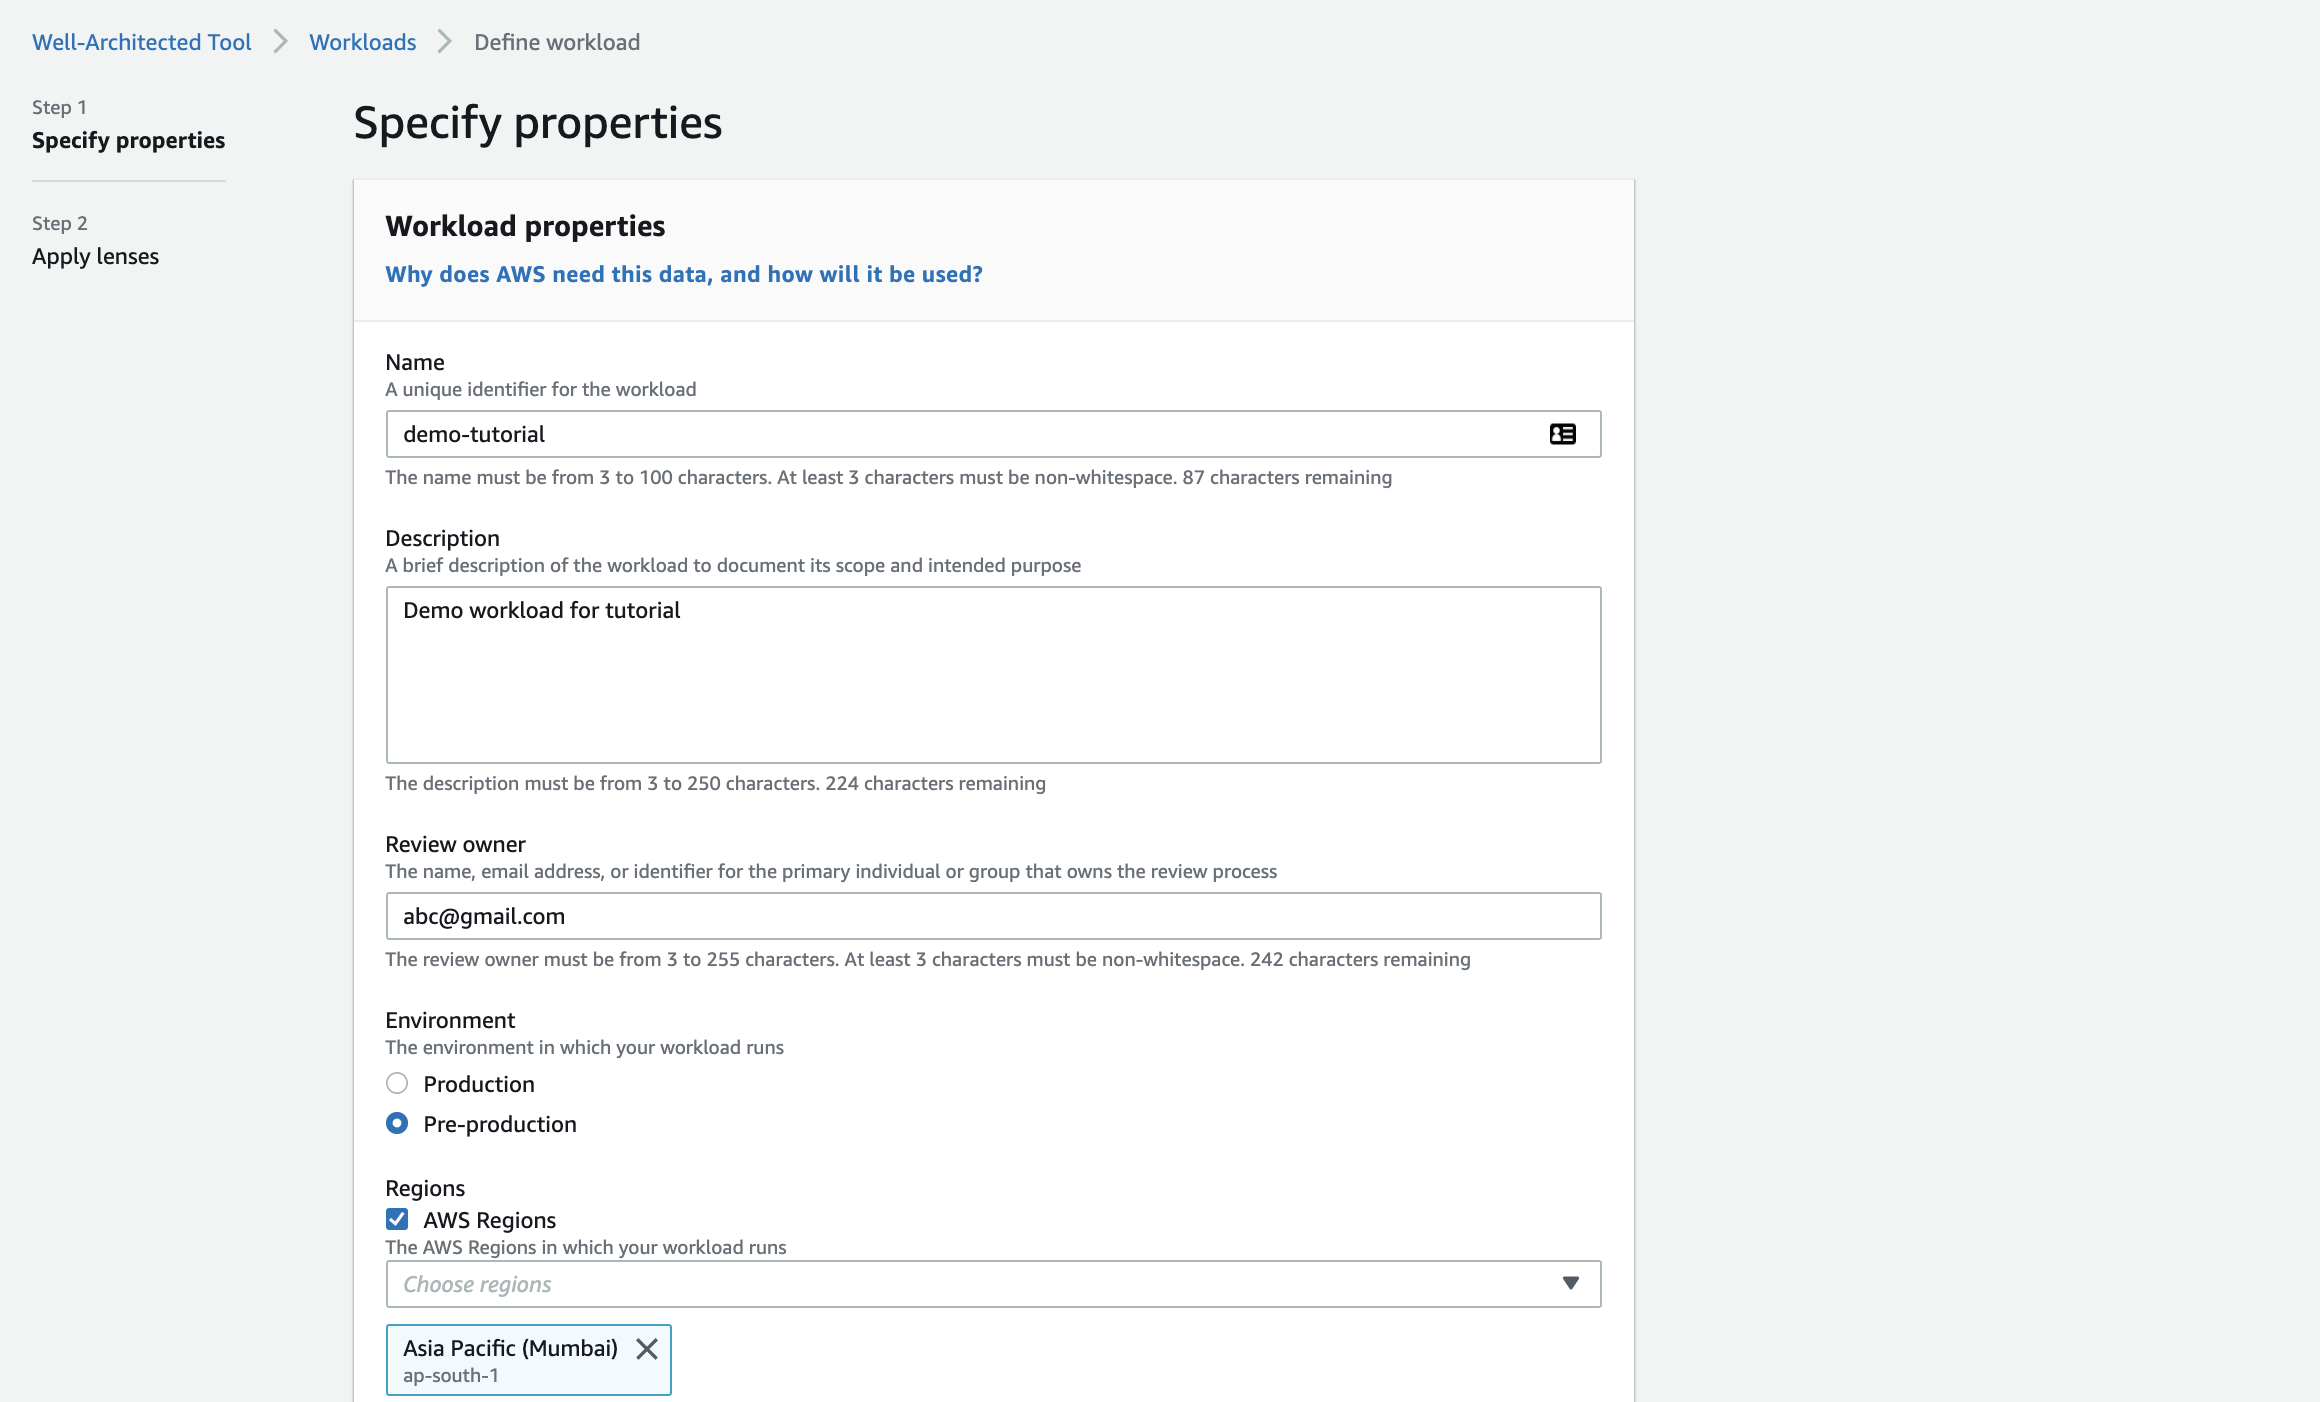 Well-Architected Tool
Workloads
Define workload
Step 1
Specify properties
Step 2
Apply lenses
Specify properties
Workload properties
Why does AWS need this data, and how will it be used?
Name
A unique identifier for the workload
demo-tutorial
The name must be from 3 to 100 characters. At least 3 characters must be non-whitespace. 87 characters remaining
Description
A brief description of the workload to document its scope and intended purpose
Demo workload for tutorial
The description must be from 3 to 250 characters. 224 characters remaining
Review owner
The name, email address, or identifier for the primary individual or group that owns the review process
abc@gmail.com
The review owner must be from 3 to 255 characters. At least 3 characters must be non-whitespace. 242 characters remaining
Environment
The environment in which your workload runs
Production
Pre-production
Regions
AWS Regions
The AWS Regions in which your workload runs
Choose regions
Asia Pacific (Mumbai)
ap-south-1